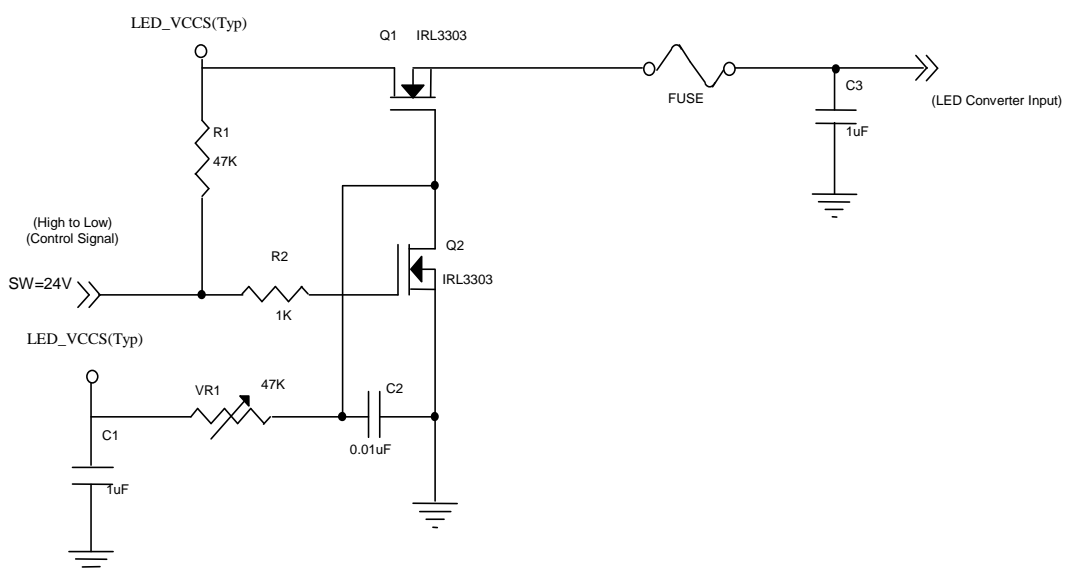 LED_VCCS(Typ)
Q1 IRL3303
FUSE
C3
(LED Converter Input)
1uF
R1
47K
(High to Low)
(Control Signal)
SW=24V
R2
1K
Q2
IRL3303
LED_VCCS(Typ)
VR1 47K
C2
0.01uF
C1
1uF